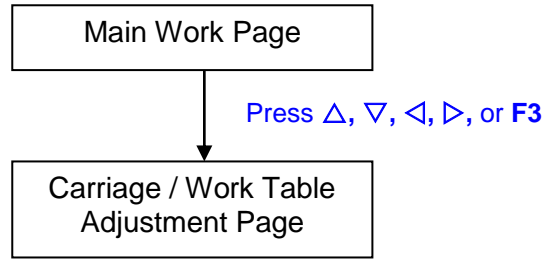 Main Work Page
Press △, ▽, ◁, ▷, or F3
Carriage / Work Table
Adjustment Page